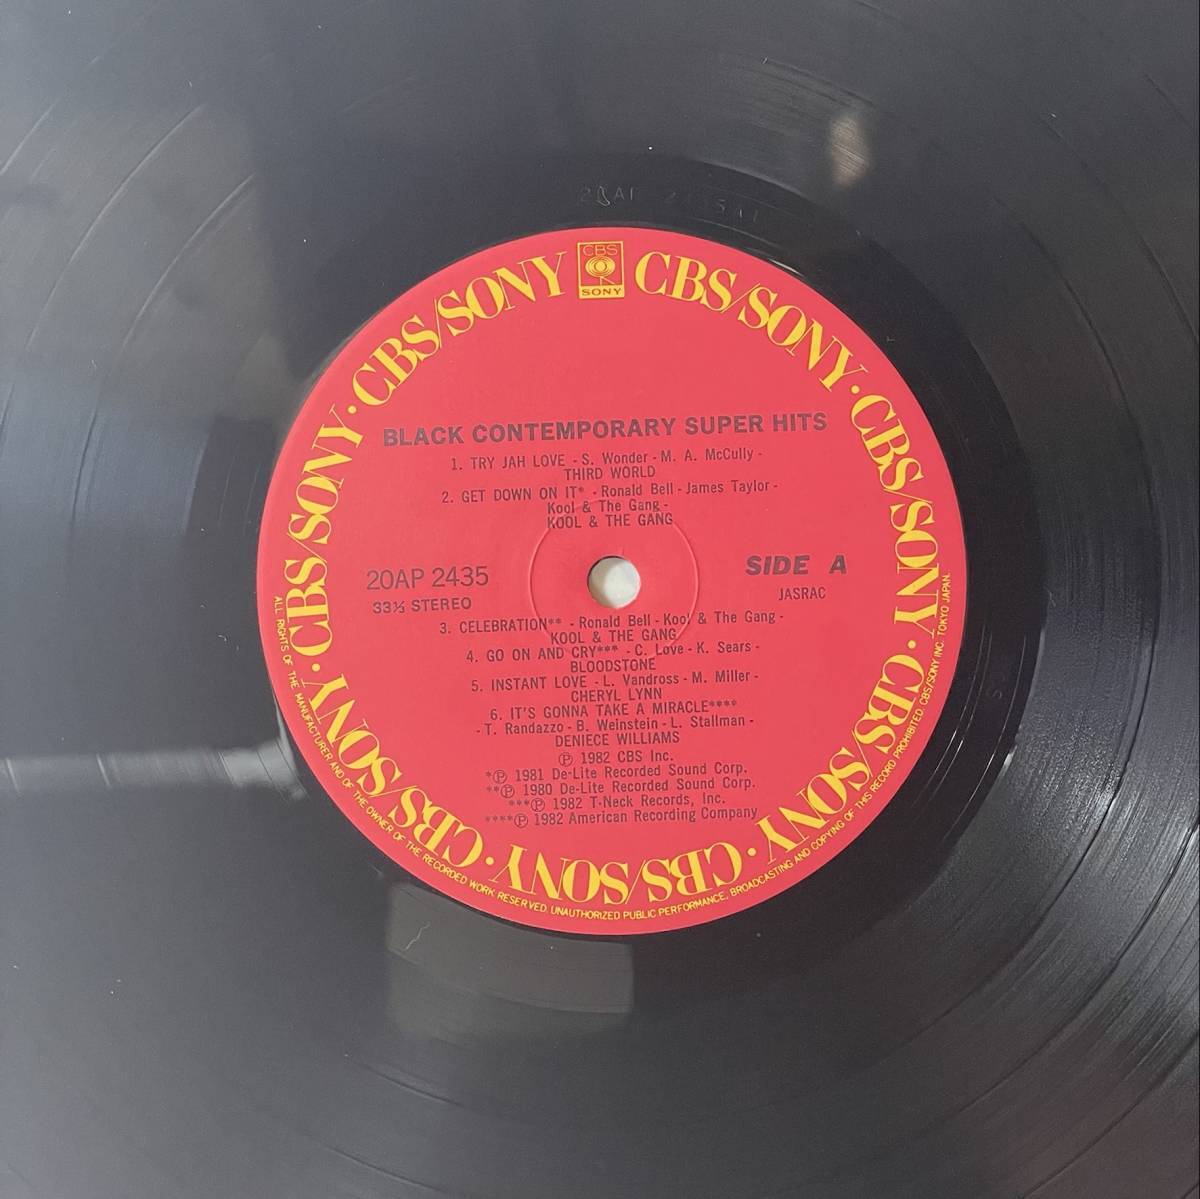 CBS
SONY
CBS/SONY · CBS/SONY · CBS/SONY · CBS/SONY · CBS/SONY · CBS/SONY · CBS/SONY · CBS/SONY · CBS/SONY · CBS/SONY
BLACK CONTEMPORARY SUPER HITS
1. TRY JAH LOVE - S. Wonder - M. A. McCully -
THIRD WORLD
2. GET DOWN ON IT* - Ronald Bell - James Taylor -
Kool & The Gang -
KOOL & THE GANG
20AP 2435
33⅓ STEREO
SIDE A
JASRAC
3. CELEBRATION** - Ronald Bell - Kool & The Gang -
KOOL & THE GANG
4. GO ON AND CRY*** - C. Love - K. Sears -
BLOODSTONE
5. INSTANT LOVE - L. Vandross - M. Miller -
CHERYL LYNN
6. IT'S GONNA TAKE A MIRACLE****
- T. Randazzo - B. Weinstein - L. Stallman -
DENIECE WILLIAMS
℗ 1982 CBS Inc.
*℗ 1981 De-Lite Recorded Sound Corp.
**℗ 1980 De-Lite Recorded Sound Corp.
***℗ 1982 T-Neck Records, Inc.
****℗ 1982 American Recording Company
ALL RIGHTS OF THE MANUFACTURER AND OF THE OWNER OF THE RECORDED WORK RESERVED. UNAUTHORIZED PUBLIC PERFORMANCE, BROADCASTING AND COPYING OF THIS RECORD PROHIBITED. CBS/SONY INC. TOKYO JAPAN.